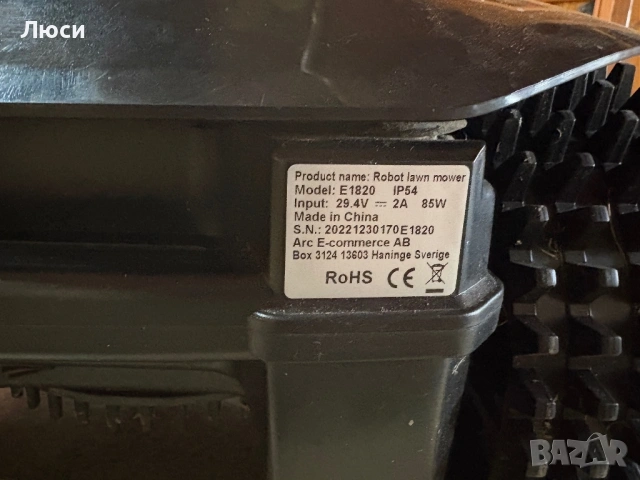 Люси
Product name: Robot lawn mower
Model: E1820 IP54
Input: 29.4V ⎓ 2A 85W
Made in China
S.N.: 20221230170E1820
Arc E-commerce AB
Box 3124 13603 Haninge Sverige
RoHS CE
BAZAR